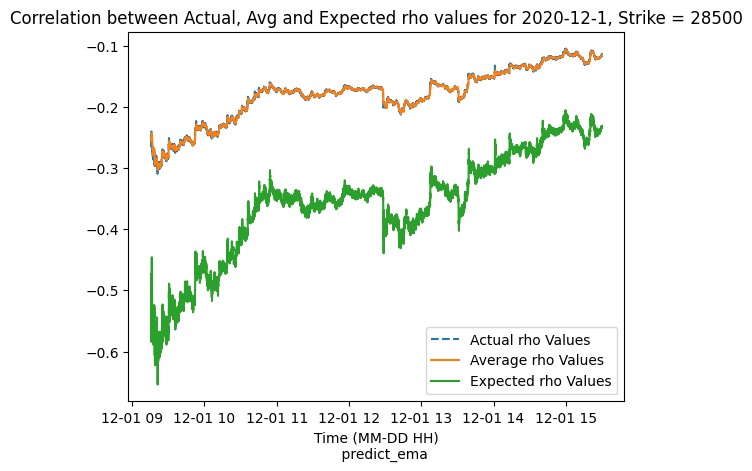 Correlation between Actual, Avg and Expected rho values for 2020-12-1, Strike = 28500
−0.1
−0.2
−0.3
−0.4
−0.5
−0.6
Actual rho Values
Average rho Values
Expected rho Values
12-01 09 12-01 10 12-01 11 12-01 12 12-01 13 12-01 14 12-01 15
Time (MM-DD HH)
predict_ema